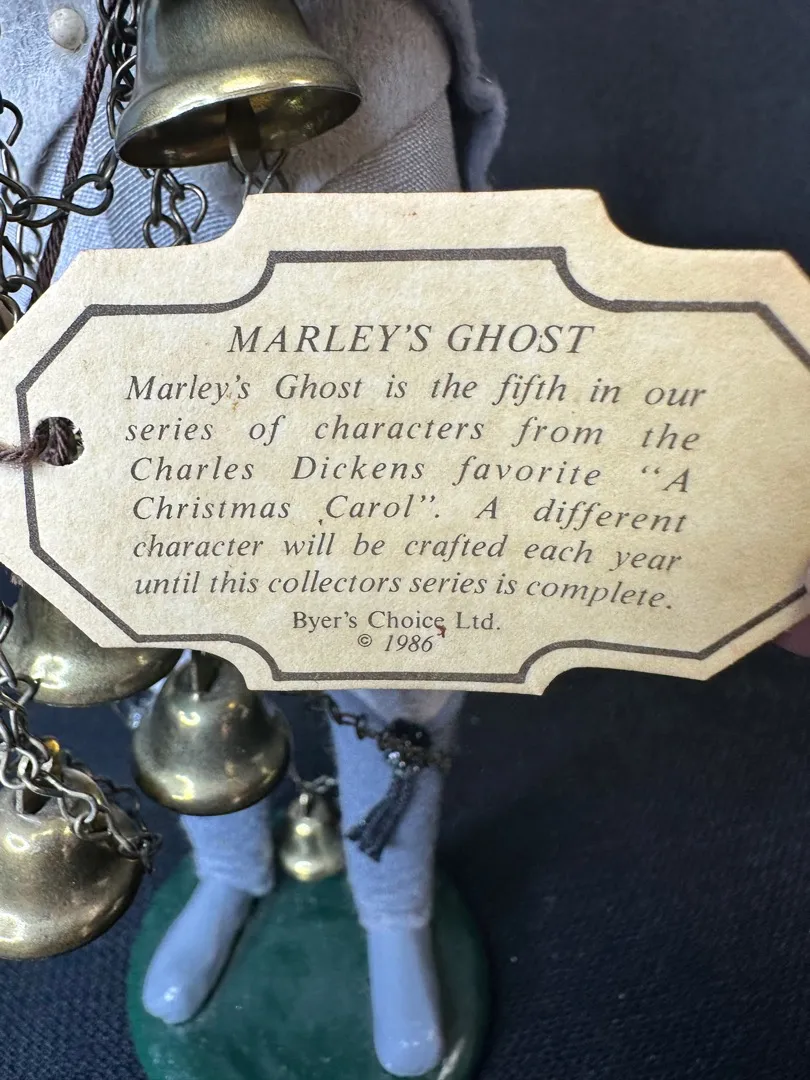 MARLEY'S GHOST
Marley's Ghost is the fifth in our
series of characters from the
Charles Dickens favorite “A
Christmas Carol”. A different
character will be crafted each year
until this collectors series is complete.
Byer's Choice Ltd.
© 1986